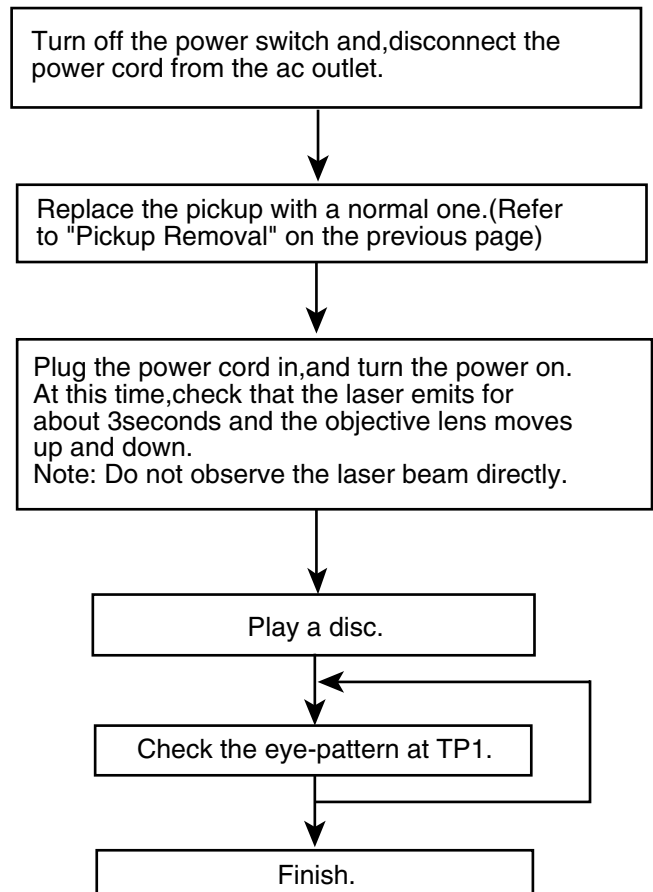 Turn off the power switch and,disconnect the
power cord from the ac outlet.
Replace the pickup with a normal one.(Refer
to "Pickup Removal" on the previous page)
Plug the power cord in,and turn the power on.
At this time,check that the laser emits for
about 3seconds and the objective lens moves
up and down.
Note: Do not observe the laser beam directly.
Play a disc.
Check the eye-pattern at TP1.
Finish.